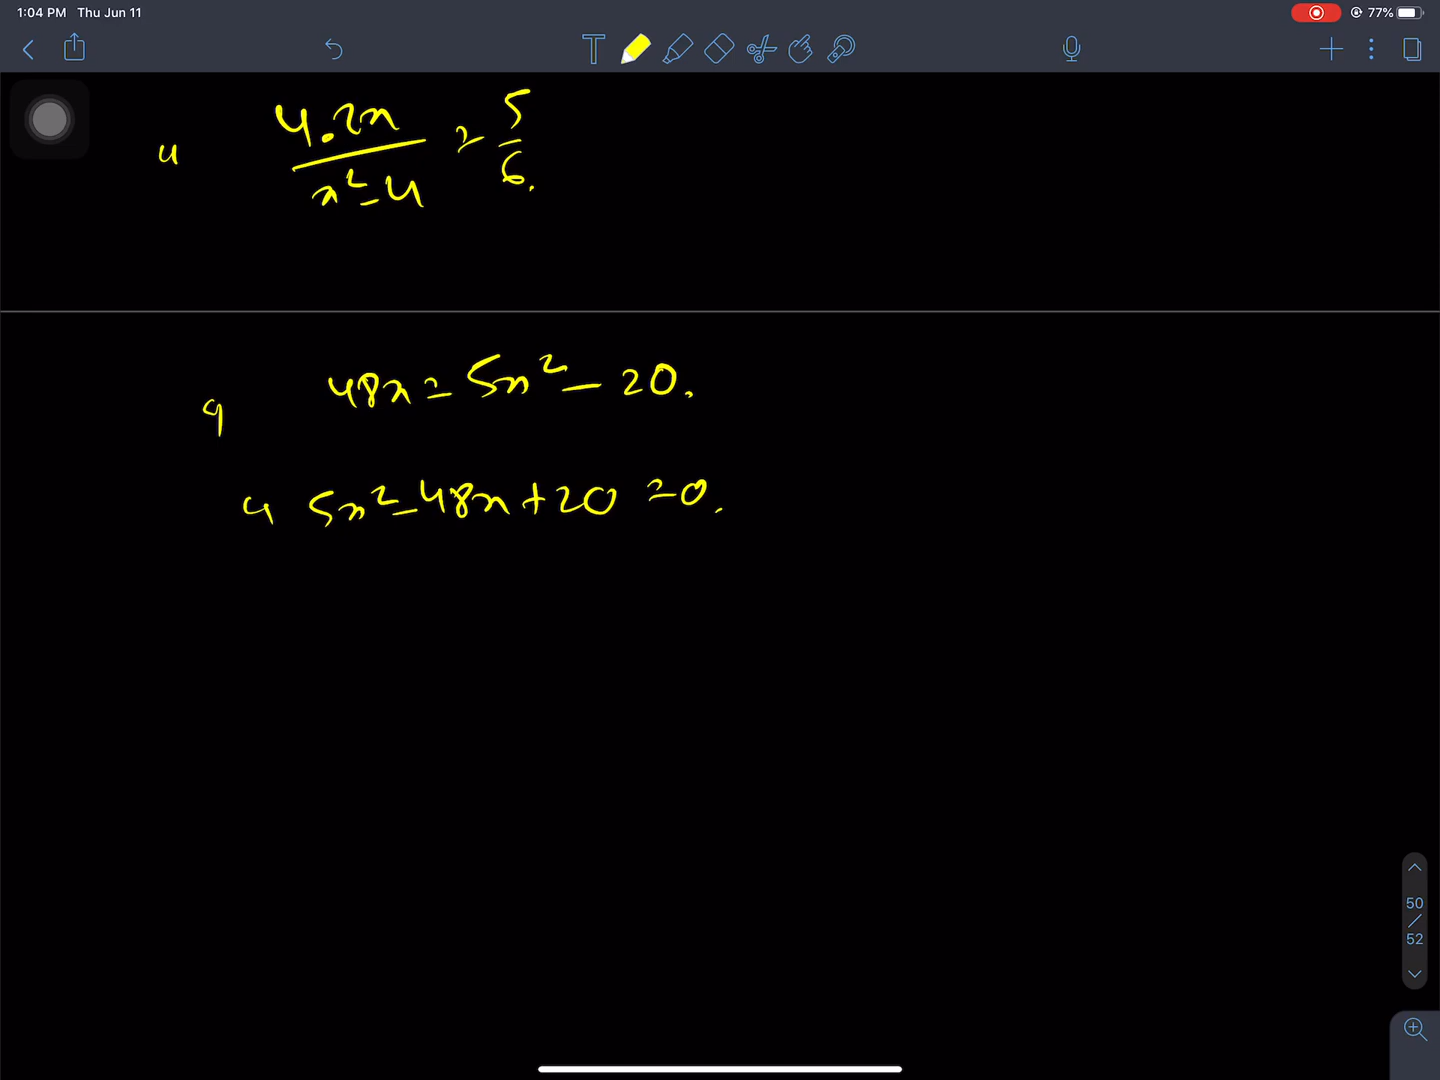 1:04 PM Thu Jun 11
77%
4.2x / x² - 4 = 5/6.
48x = 5x² - 20.
5x² - 48x + 20 = 0.
50
/
52